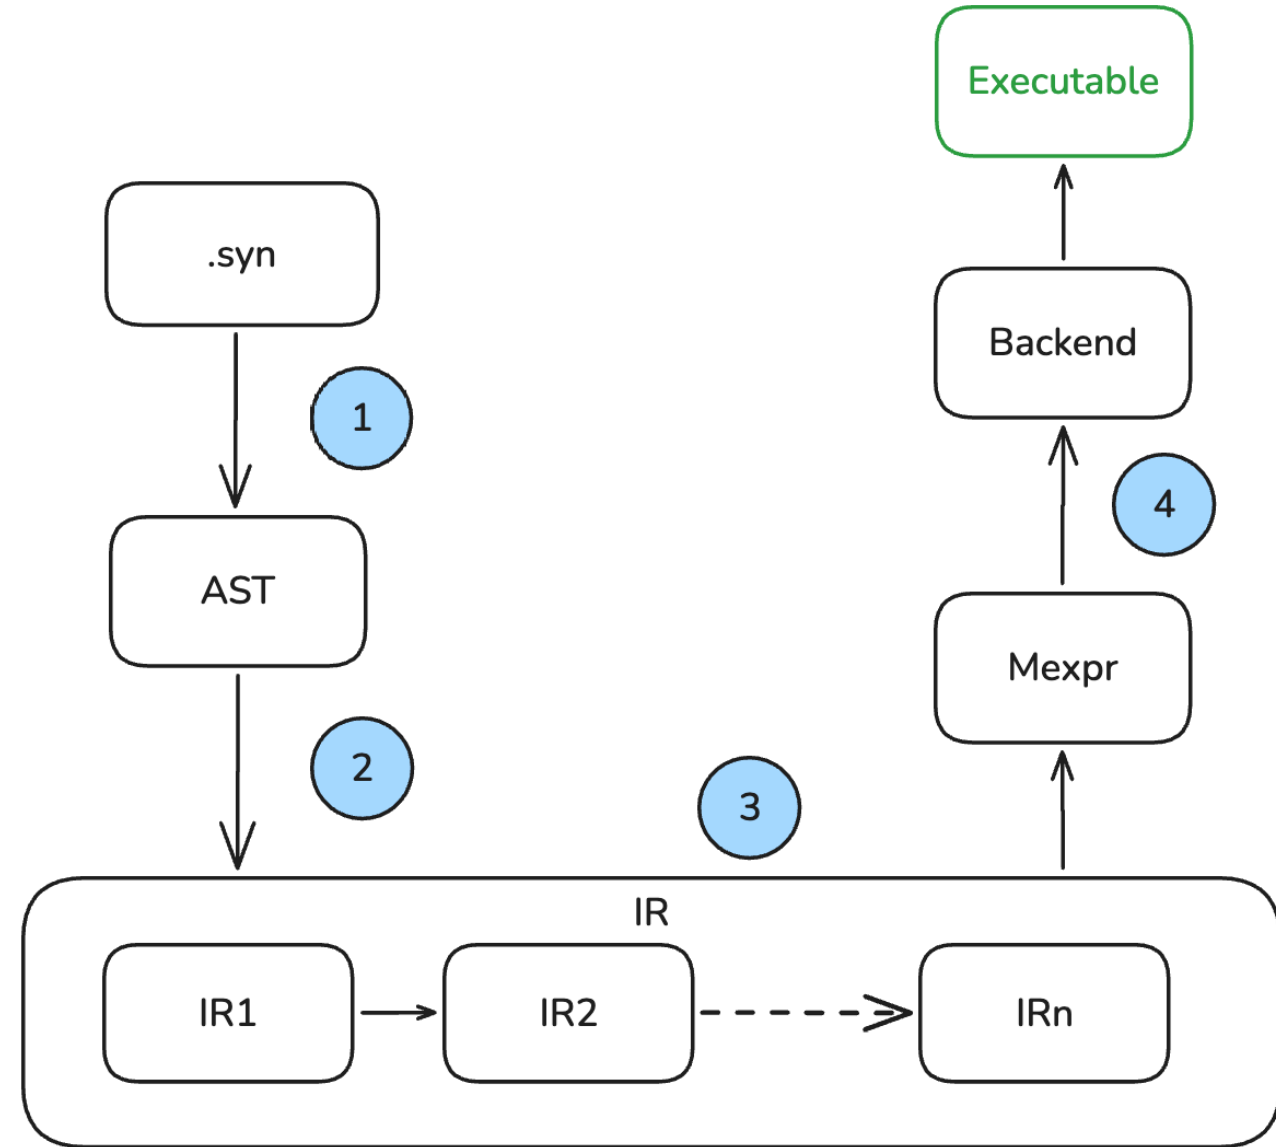 Executable
.syn
Backend
1
4
AST
Mexpr
2
3
IR
IR1
IR2
IRn